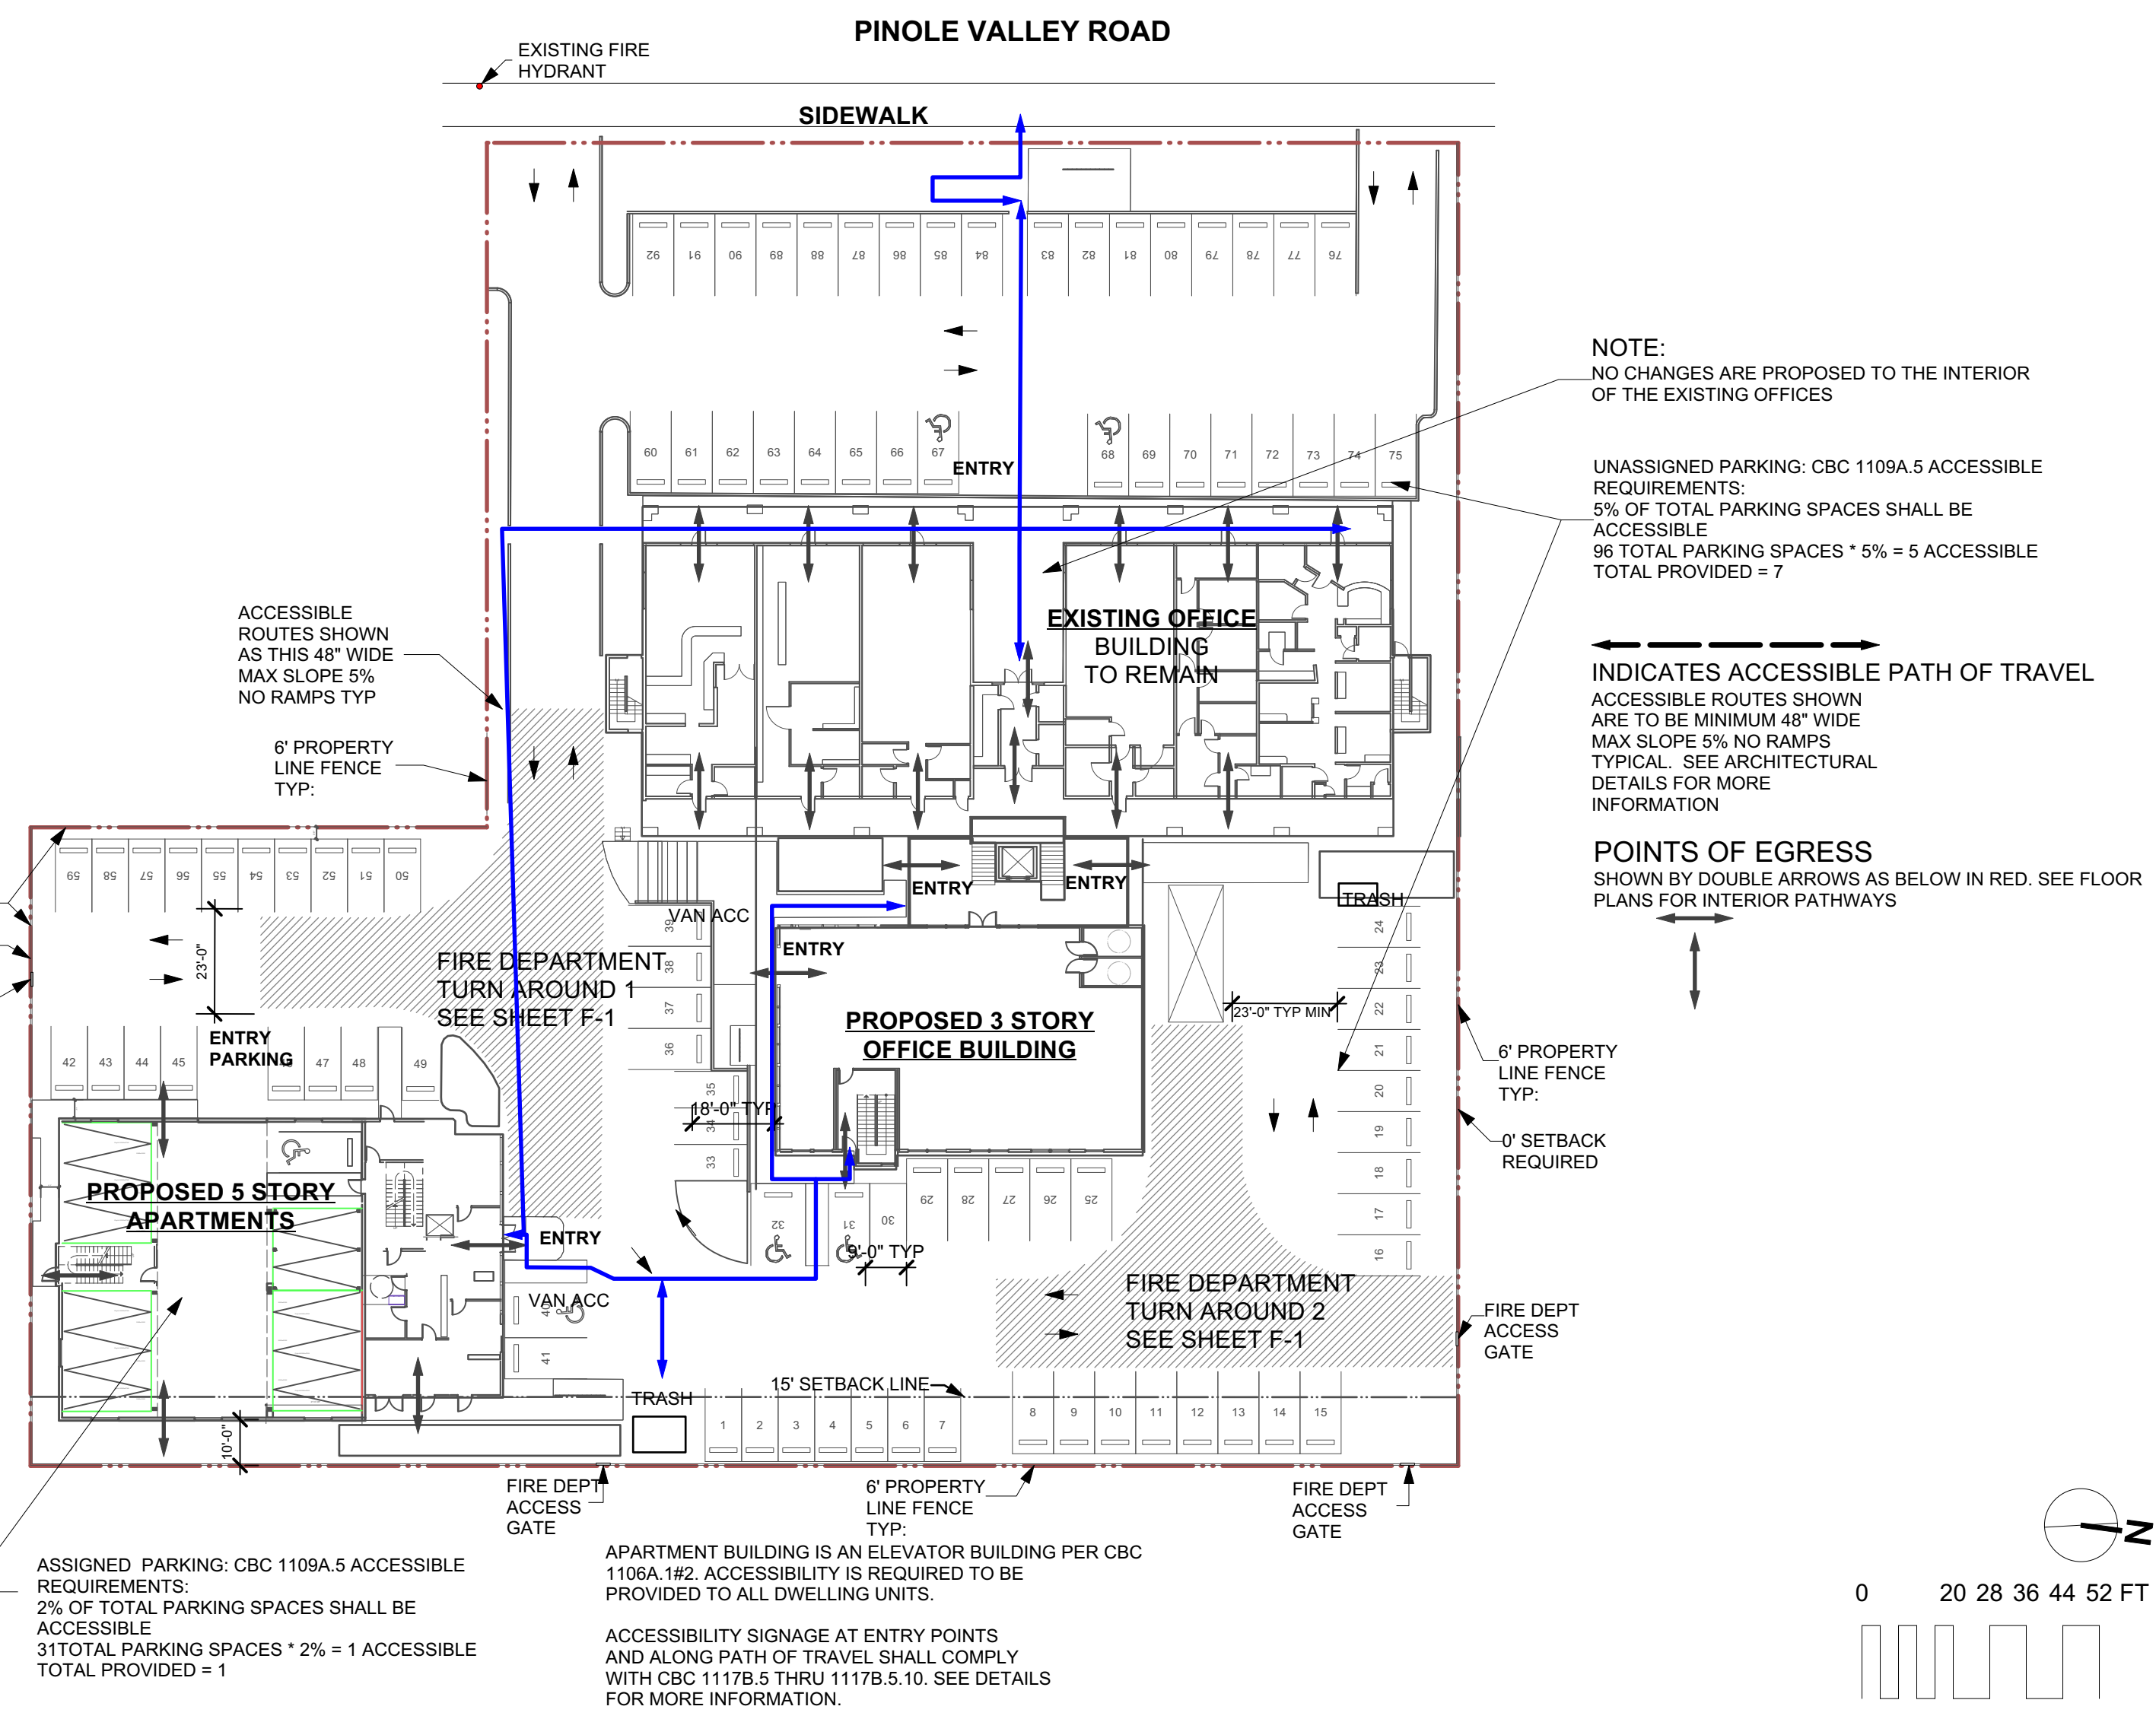 PINOLE VALLEY ROAD
EXISTING FIRE
HYDRANT
SIDEWALK
92 91 90 89 88 87 86 85 84 83 82 81 80 79 78 77 76
NOTE:
NO CHANGES ARE PROPOSED TO THE INTERIOR
OF THE EXISTING OFFICES
60 61 62 63 64 65 66 67 68 69 70 71 72 73 74 75
ENTRY
UNASSIGNED PARKING: CBC 1109A.5 ACCESSIBLE
REQUIREMENTS:
5% OF TOTAL PARKING SPACES SHALL BE
ACCESSIBLE
96 TOTAL PARKING SPACES * 5% = 5 ACCESSIBLE
TOTAL PROVIDED = 7
ACCESSIBLE
ROUTES SHOWN
AS THIS 48" WIDE
MAX SLOPE 5%
NO RAMPS TYP
EXISTING OFFICE
BUILDING
TO REMAIN
INDICATES ACCESSIBLE PATH OF TRAVEL
ACCESSIBLE ROUTES SHOWN
ARE TO BE MINIMUM 48" WIDE
MAX SLOPE 5% NO RAMPS
TYPICAL. SEE ARCHITECTURAL
DETAILS FOR MORE
INFORMATION
6' PROPERTY
LINE FENCE
TYP:
POINTS OF EGRESS
SHOWN BY DOUBLE ARROWS AS BELOW IN RED. SEE FLOOR
PLANS FOR INTERIOR PATHWAYS
59 58 57 56 55 54 53 52 51 50
ENTRY
ENTRY
TRASH
VAN ACC
ENTRY
39
38
37
36
35
34
33
24
23
22
21
20
19
18
17
16
23'-0"
FIRE DEPARTMENT
TURN AROUND 1
SEE SHEET F-1
23'-0" TYP MIN
PROPOSED 3 STORY
OFFICE BUILDING
ENTRY
PARKING
42 43 44 45 46 47 48 49
6' PROPERTY
LINE FENCE
TYP:
18'-0" TYP
0' SETBACK
REQUIRED
PROPOSED 5 STORY
APARTMENTS
29 28 27 26 25
32 31 30
ENTRY
9'-0" TYP
VAN ACC
40
41
FIRE DEPARTMENT
TURN AROUND 2
SEE SHEET F-1
FIRE DEPT
ACCESS
GATE
15' SETBACK LINE
TRASH
1 2 3 4 5 6 7
8 9 10 11 12 13 14 15
10'-0"
FIRE DEPT
ACCESS
GATE
6' PROPERTY
LINE FENCE
TYP:
FIRE DEPT
ACCESS
GATE
N
ASSIGNED PARKING: CBC 1109A.5 ACCESSIBLE
REQUIREMENTS:
2% OF TOTAL PARKING SPACES SHALL BE
ACCESSIBLE
31TOTAL PARKING SPACES * 2% = 1 ACCESSIBLE
TOTAL PROVIDED = 1
APARTMENT BUILDING IS AN ELEVATOR BUILDING PER CBC
1106A.1#2. ACCESSIBILITY IS REQUIRED TO BE
PROVIDED TO ALL DWELLING UNITS.
ACCESSIBILITY SIGNAGE AT ENTRY POINTS
AND ALONG PATH OF TRAVEL SHALL COMPLY
WITH CBC 1117B.5 THRU 1117B.5.10. SEE DETAILS
FOR MORE INFORMATION.
0 20 28 36 44 52 FT